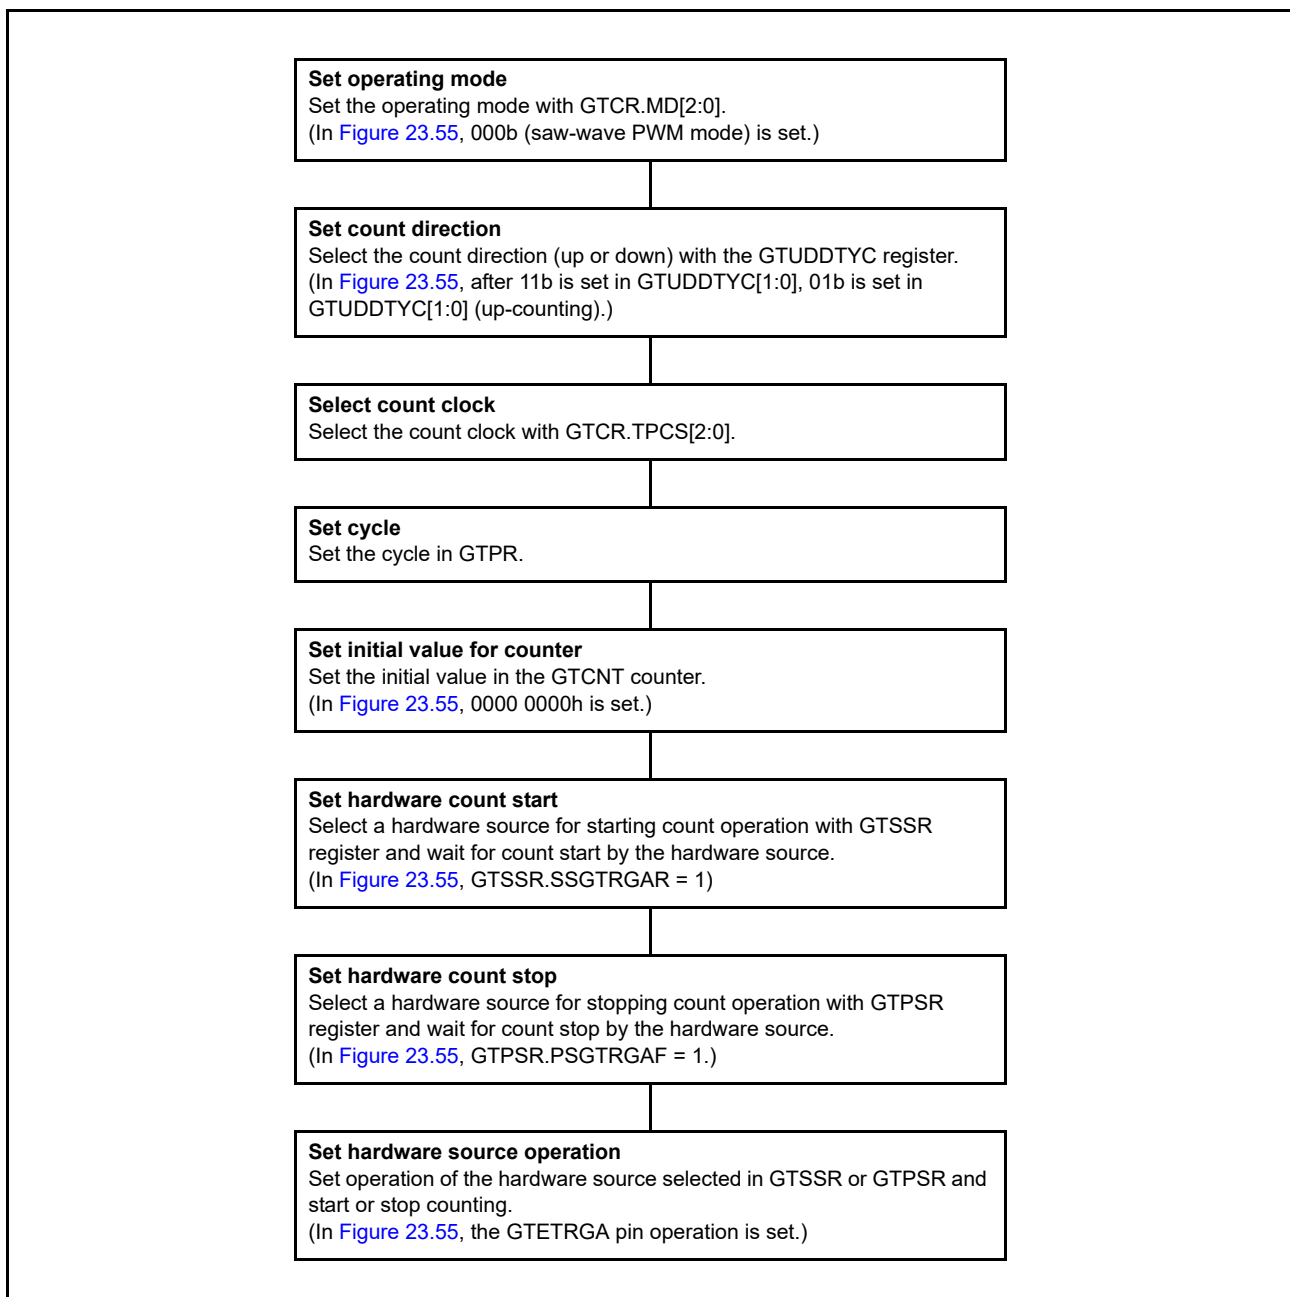 Set operating mode
Set the operating mode with GTCR.MD[2:0].
(In Figure 23.55, 000b (saw-wave PWM mode) is set.)
Set count direction
Select the count direction (up or down) with the GTUDDTYC register.
(In Figure 23.55, after 11b is set in GTUDDTYC[1:0], 01b is set in
GTUDDTYC[1:0] (up-counting).)
Select count clock
Select the count clock with GTCR.TPCS[2:0].
Set cycle
Set the cycle in GTPR.
Set initial value for counter
Set the initial value in the GTCNT counter.
(In Figure 23.55, 0000 0000h is set.)
Set hardware count start
Select a hardware source for starting count operation with GTSSR
register and wait for count start by the hardware source.
(In Figure 23.55, GTSSR.SSGTRGAR = 1)
Set hardware count stop
Select a hardware source for stopping count operation with GTPSR
register and wait for count stop by the hardware source.
(In Figure 23.55, GTPSR.PSGTRGAF = 1.)
Set hardware source operation
Set operation of the hardware source selected in GTSSR or GTPSR and
start or stop counting.
(In Figure 23.55, the GTETRGA pin operation is set.)